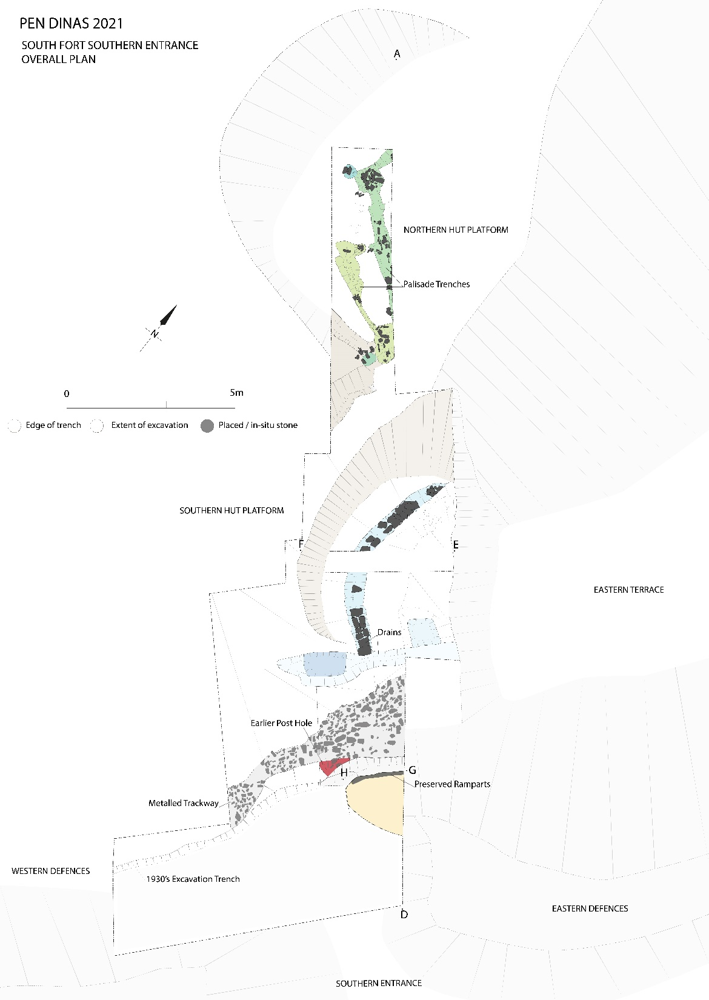 PEN DINAS 2021
SOUTH FORT SOUTHERN ENTRANCE
OVERALL PLAN
A
NORTHERN HUT PLATFORM
Palisade Trenches
N
0
5m
Edge of trench
Extent of excavation
Placed / in-situ stone
SOUTHERN HUT PLATFORM
F
E
EASTERN TERRACE
Drains
Earlier Post Hole
H
G
Preserved Ramparts
Metalled Trackway
WESTERN DEFENCES
1930's Excavation Trench
EASTERN DEFENCES
D
SOUTHERN ENTRANCE